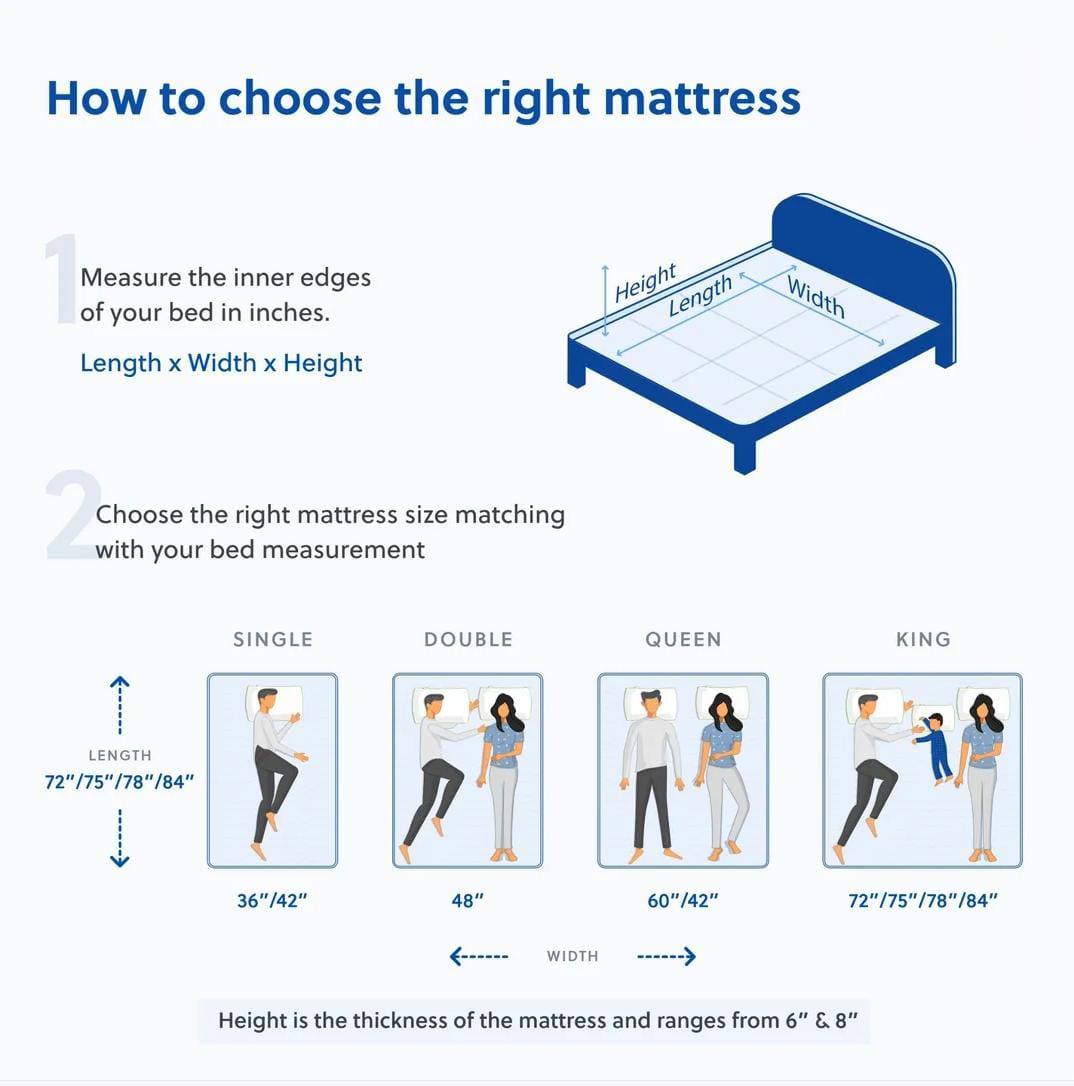 How to choose the right mattress
1
Measure the inner edges
of your bed in inches.
Length x Width x Height
Height
Length
Width
2
Choose the right mattress size matching
with your bed measurement
SINGLE
DOUBLE
QUEEN
KING
LENGTH
72″/75″/78″/84″
36″/42″
48″
60″/42″
72″/75″/78″/84″
WIDTH
Height is the thickness of the mattress and ranges from 6″ & 8″